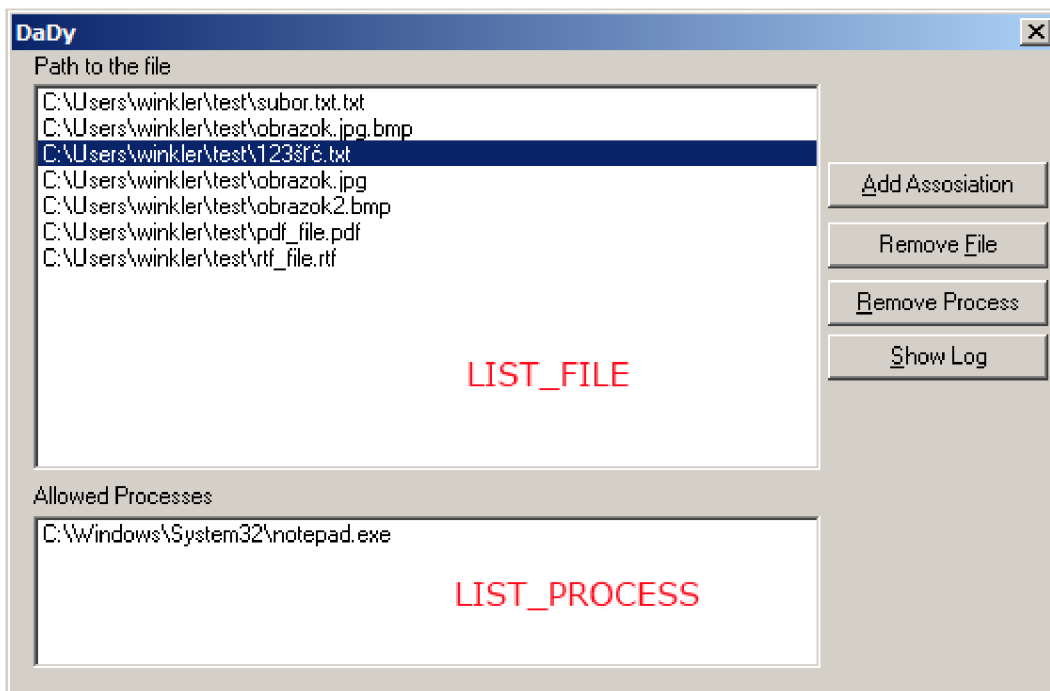 DaDy
Path to the file
C:\Users\winkler\test\subor.txt.txt
C:\Users\winkler\test\obrazok.jpg.bmp
C:\Users\winkler\test\123šľč.txt
C:\Users\winkler\test\obrazok.jpg
C:\Users\winkler\test\obrazok2.bmp
C:\Users\winkler\test\pdf_file.pdf
C:\Users\winkler\test\rtf_file.rtf
LIST_FILE
Add Assosiation
Remove File
Remove Process
Show Log
Allowed Processes
C:\Windows\System32\notepad.exe
LIST_PROCESS